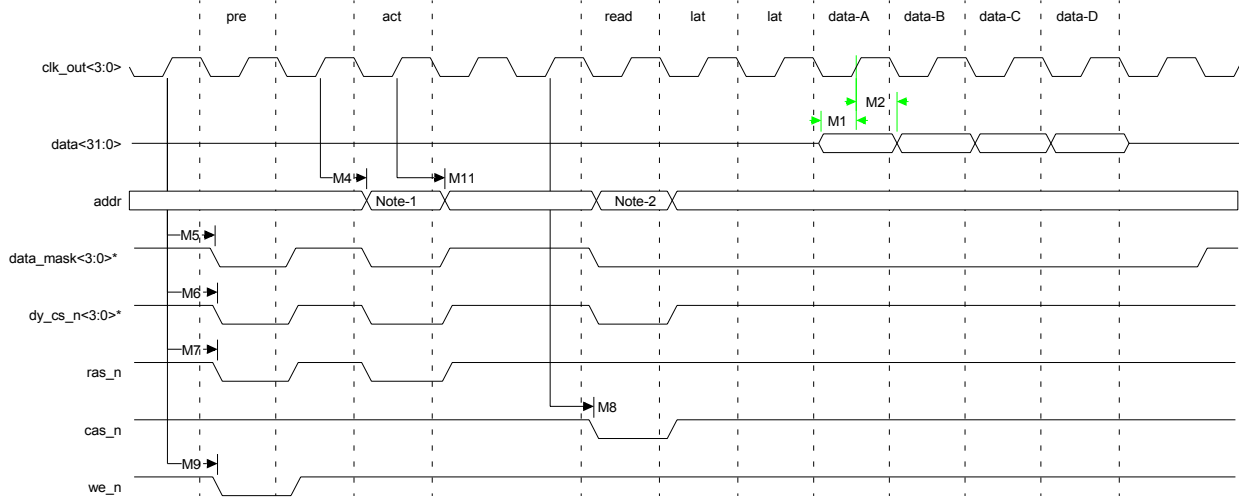 pre act read lat lat data-A data-B data-C data-D
clk_out<3:0>
M2
M1
data<31:0>
M4 M11
addr Note-1 Note-2
M5
data_mask<3:0>*
M6
dy_cs_n<3:0>*
M7
ras_n
M8
cas_n
M9
we_n